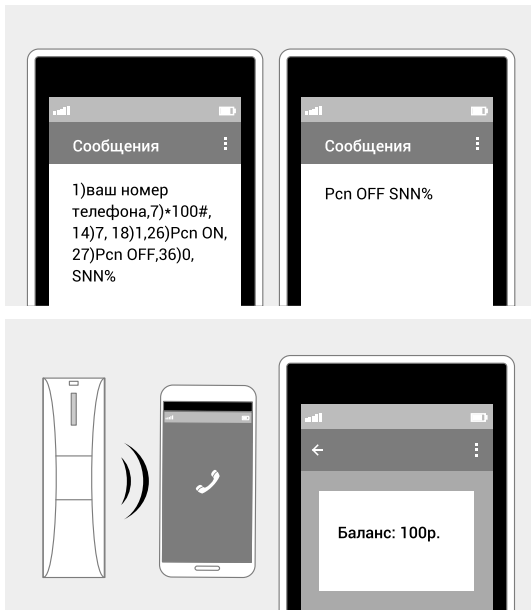 Сообщения
1)ваш номер
телефона,7)*100#,
14)7, 18)1,26)Pcn ON,
27)Pcn OFF,36)0,
SNN%
Сообщения
Pcn OFF SNN%
Баланс: 100р.